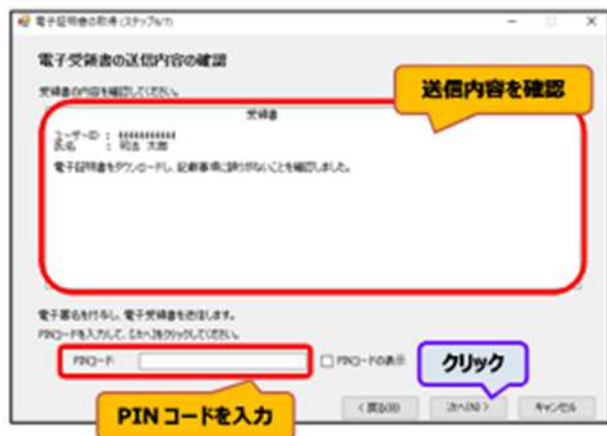 電子証明書の取得 (ステップ6/7)
電子受領書の送信内容の確認
受領書の内容を確認してください。
送信内容を確認
受領書
ユーザーID :
氏名 : 司法 太郎
電子証明書をダウンロードし、記載事項に誤りがないことを確認しました。
電子署名を付与し、電子受領書を送信します。
PINコードを入力して、[次へ]をクリックしてください。
PINコード
PINコードの表示
クリック
PIN コードを入力
< 戻る(B)
次へ(N) >
キャンセル